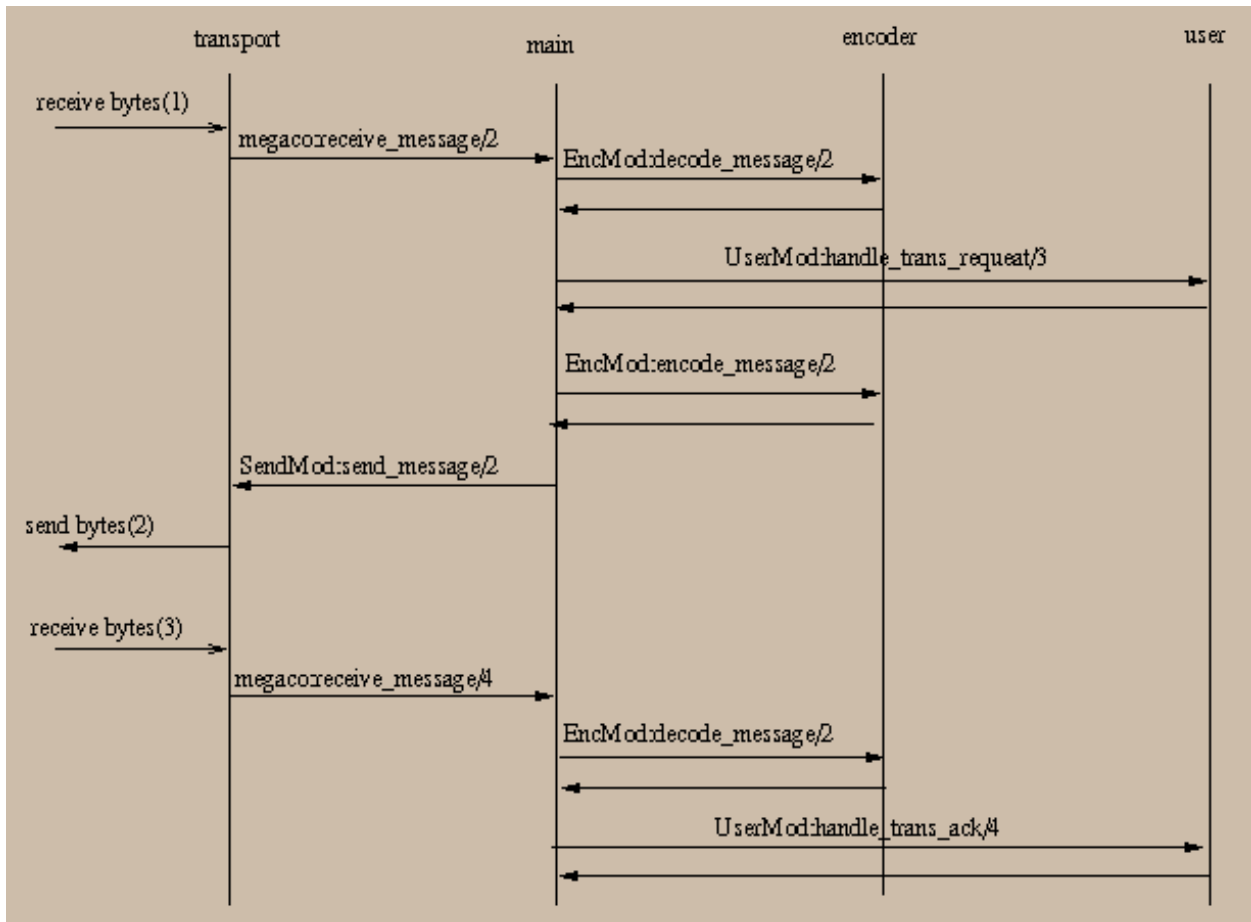 transport
main
encoder
user
receive bytes(1)
megaco:receive_message/2
EncMod:decode_message/2
UserMod:handle_trans_requeat/3
EncMod:encode_message/2
SendMod:send_message/2
send bytes(2)
receive bytes(3)
megaco:receive_message/4
EncMod:decode_message/2
UserMod:handle_trans_ack/4